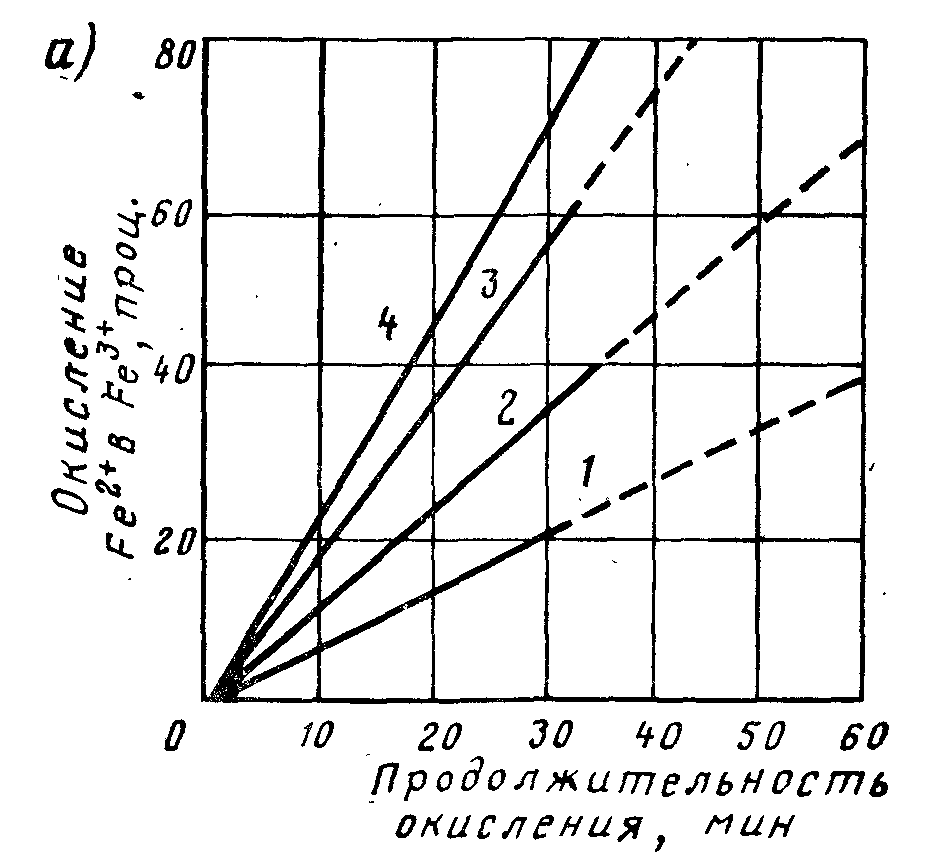 а)
Окисление
Fe²⁺ в Fe³⁺, проц.
80
60
40
20
4
3
2
1
0 10 20 30 40 50 60
Продолжительность
окисления, мин